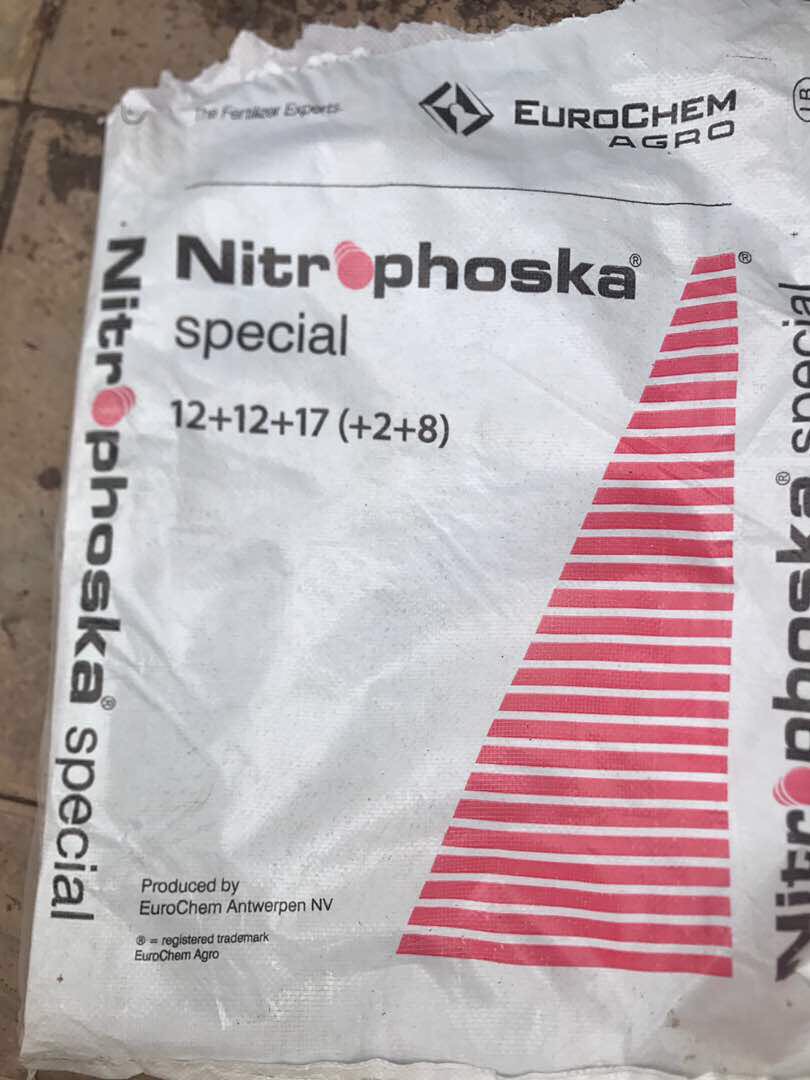 The Fertilizer Experts.
EUROCHEM
AGRO
Nitrophoska®
special
12+12+17 (+2+8)
®
Nitrophoska® special
Nitrophoska® special
Produced by
EuroChem Antwerpen NV
® = registered trademark
EuroChem Agro